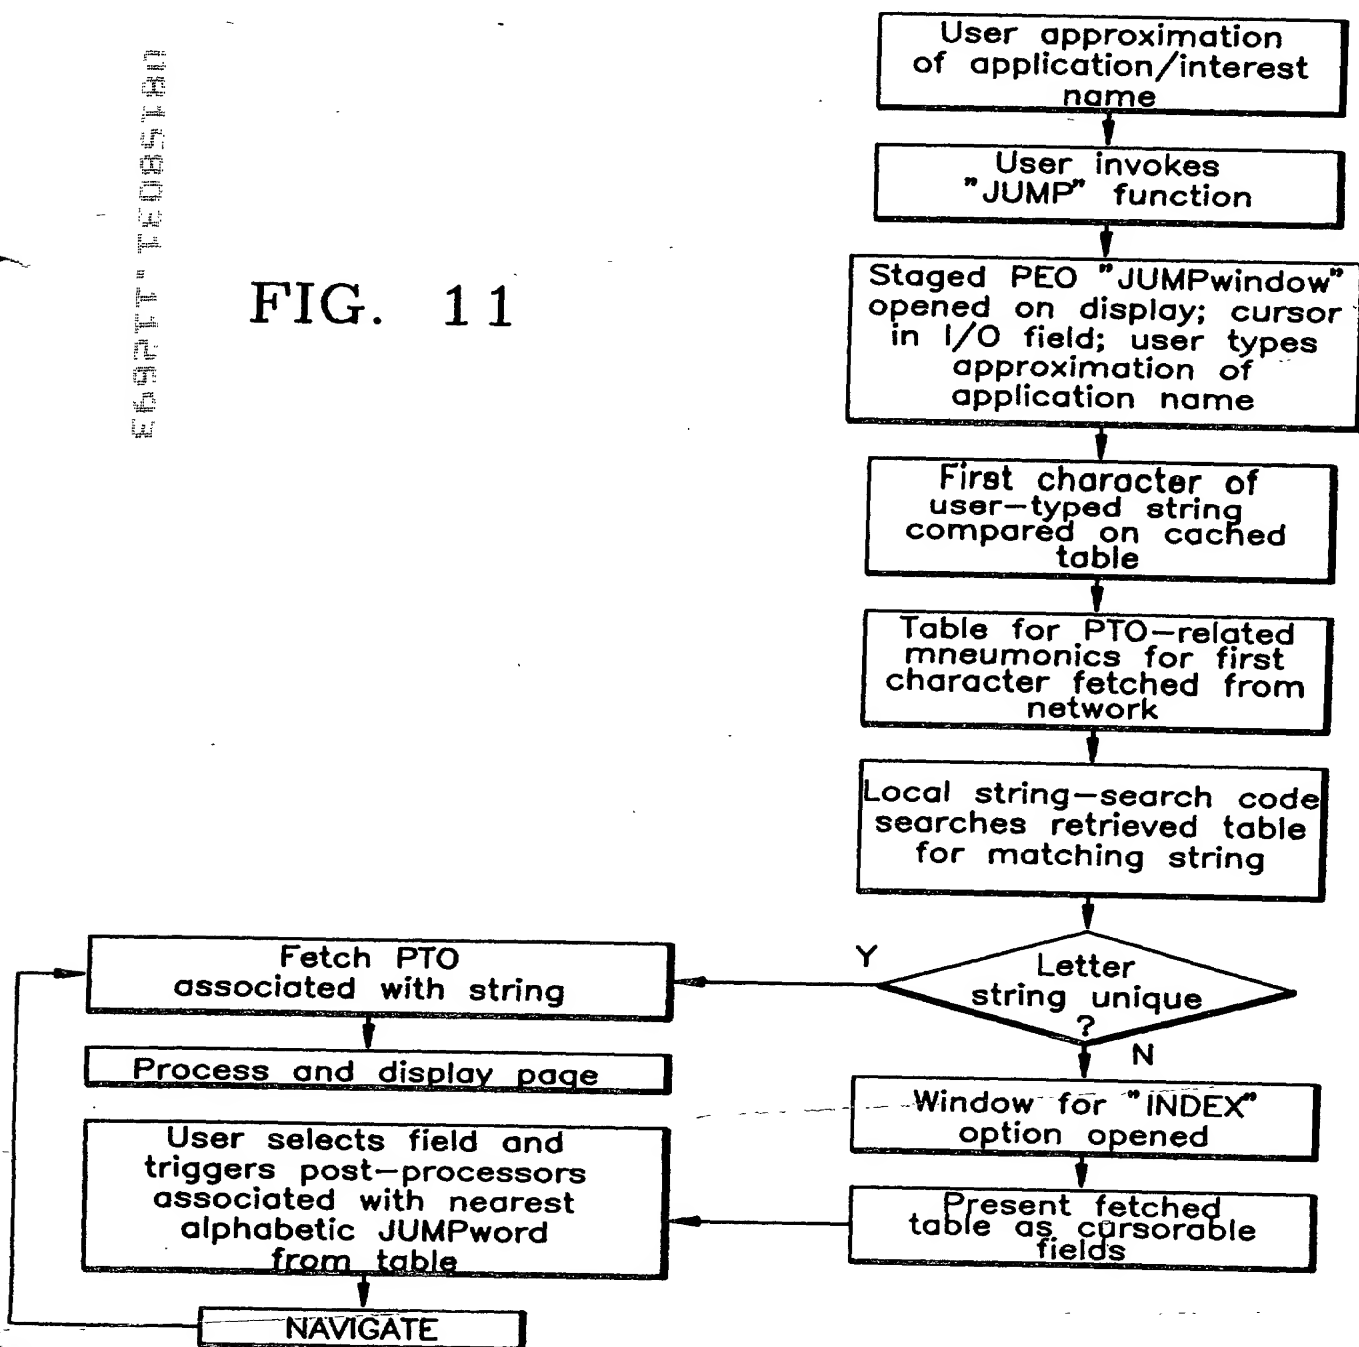 User approximation
of application/interest
name
User invokes
"JUMP" function
Staged PEO "JUMPwindow"
opened on display; cursor
in I/O field; user types
approximation of
application name
First character of
user-typed string
compared on cached
table
Table for PTO-related
mneumonics for first
character fetched from
network
Local string-search code
searches retrieved table
for matching string
Letter
string unique
?
Y
N
Fetch PTO
associated with string
Process and display page
Window for "INDEX"
option opened
Present fetched
table as cursorable
fields
User selects field and
triggers post-processors
associated with nearest
alphabetic JUMPword
from table
NAVIGATE
FIG. 11